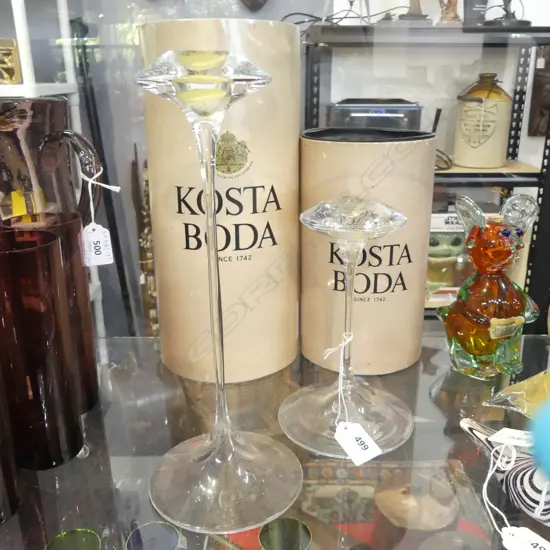 KOSTA
BODA
SINCE 1742
KOSTA
BODA
SINCE 1742
500
499